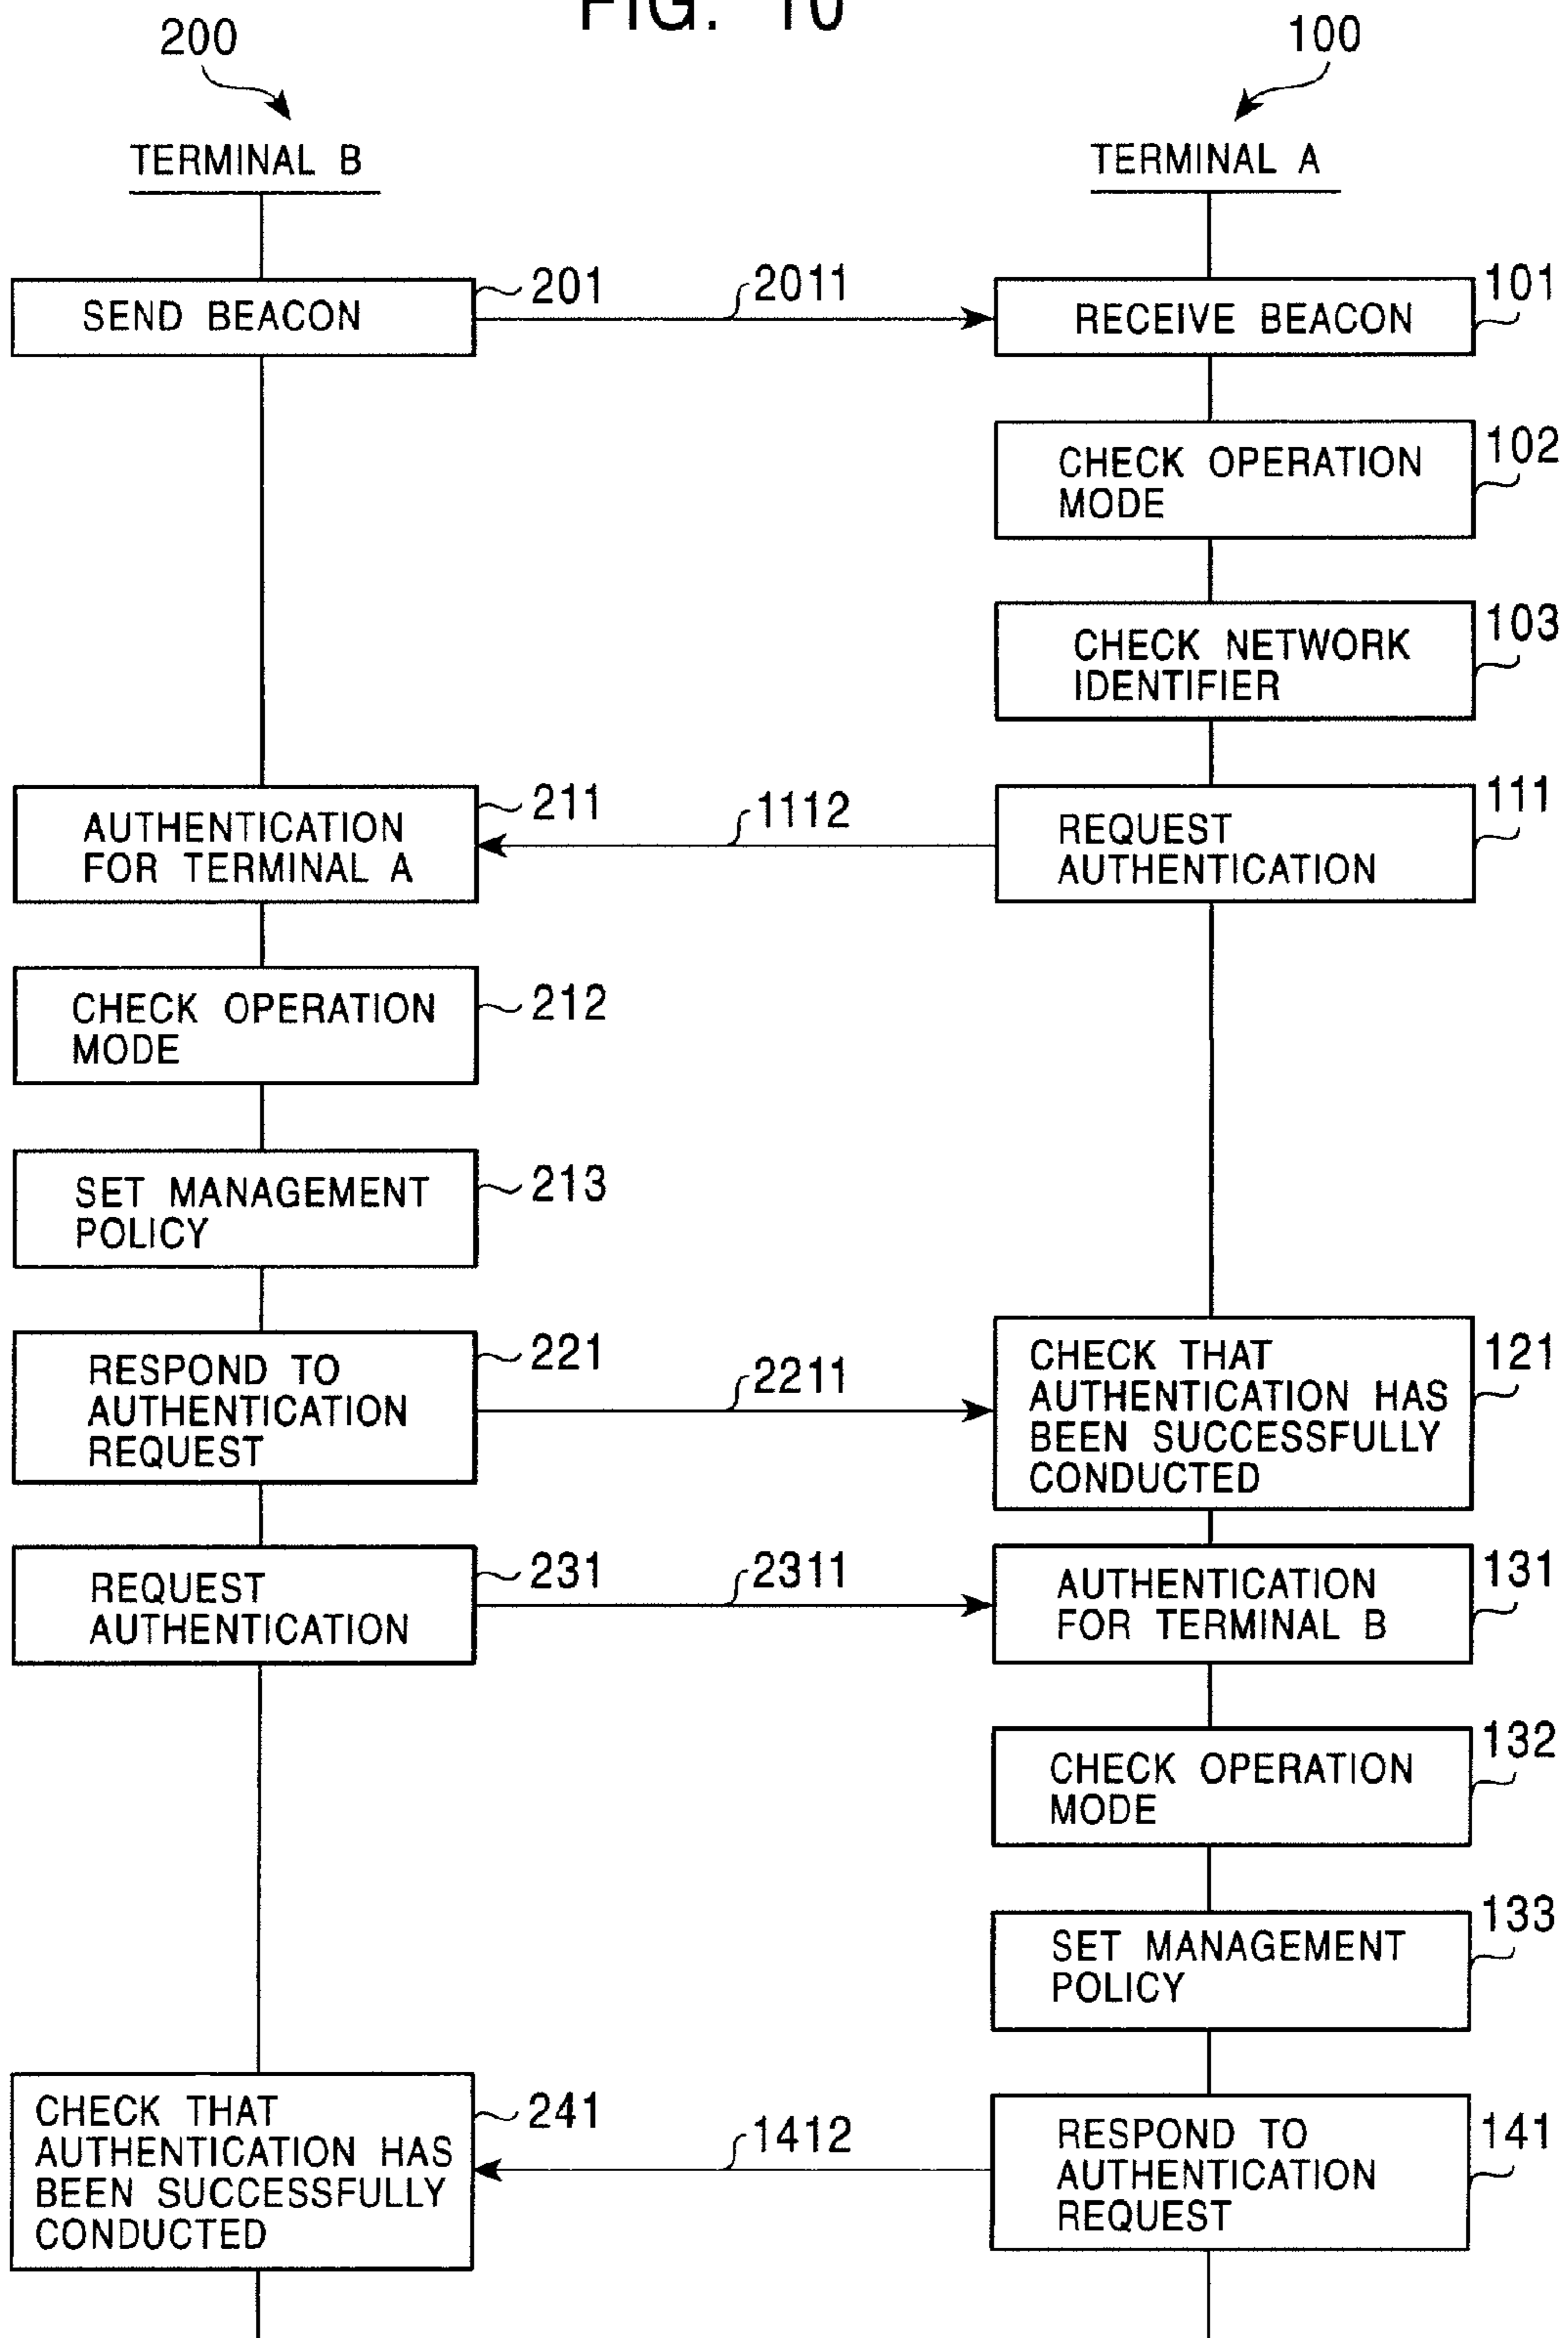 FIG. 10
200
100
TERMINAL B
TERMINAL A
SEND BEACON
201
2011
RECEIVE BEACON
101
CHECK OPERATION
MODE
102
CHECK NETWORK
IDENTIFIER
103
AUTHENTICATION
FOR TERMINAL A
211
1112
REQUEST
AUTHENTICATION
111
CHECK OPERATION
MODE
212
SET MANAGEMENT
POLICY
213
RESPOND TO
AUTHENTICATION
REQUEST
221
2211
CHECK THAT
AUTHENTICATION HAS
BEEN SUCCESSFULLY
CONDUCTED
121
REQUEST
AUTHENTICATION
231
2311
AUTHENTICATION
FOR TERMINAL B
131
CHECK OPERATION
MODE
132
SET MANAGEMENT
POLICY
133
CHECK THAT
AUTHENTICATION HAS
BEEN SUCCESSFULLY
CONDUCTED
241
1412
RESPOND TO
AUTHENTICATION
REQUEST
141